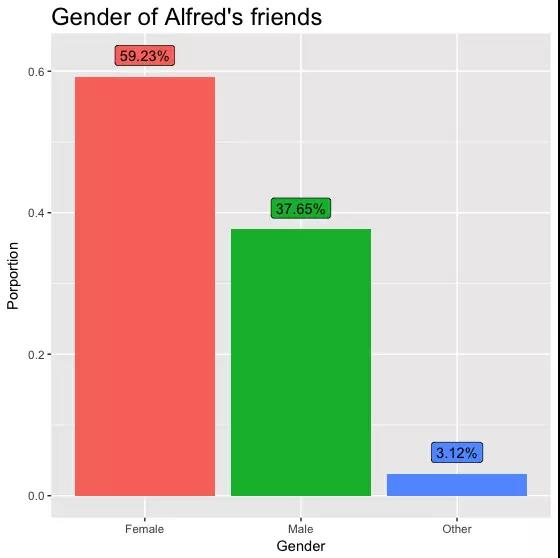 Gender of Alfred's friends
59.23%
0.6
37.65%
0.4
Porportion
0.2
3.12%
0.0
Female Male Other
Gender